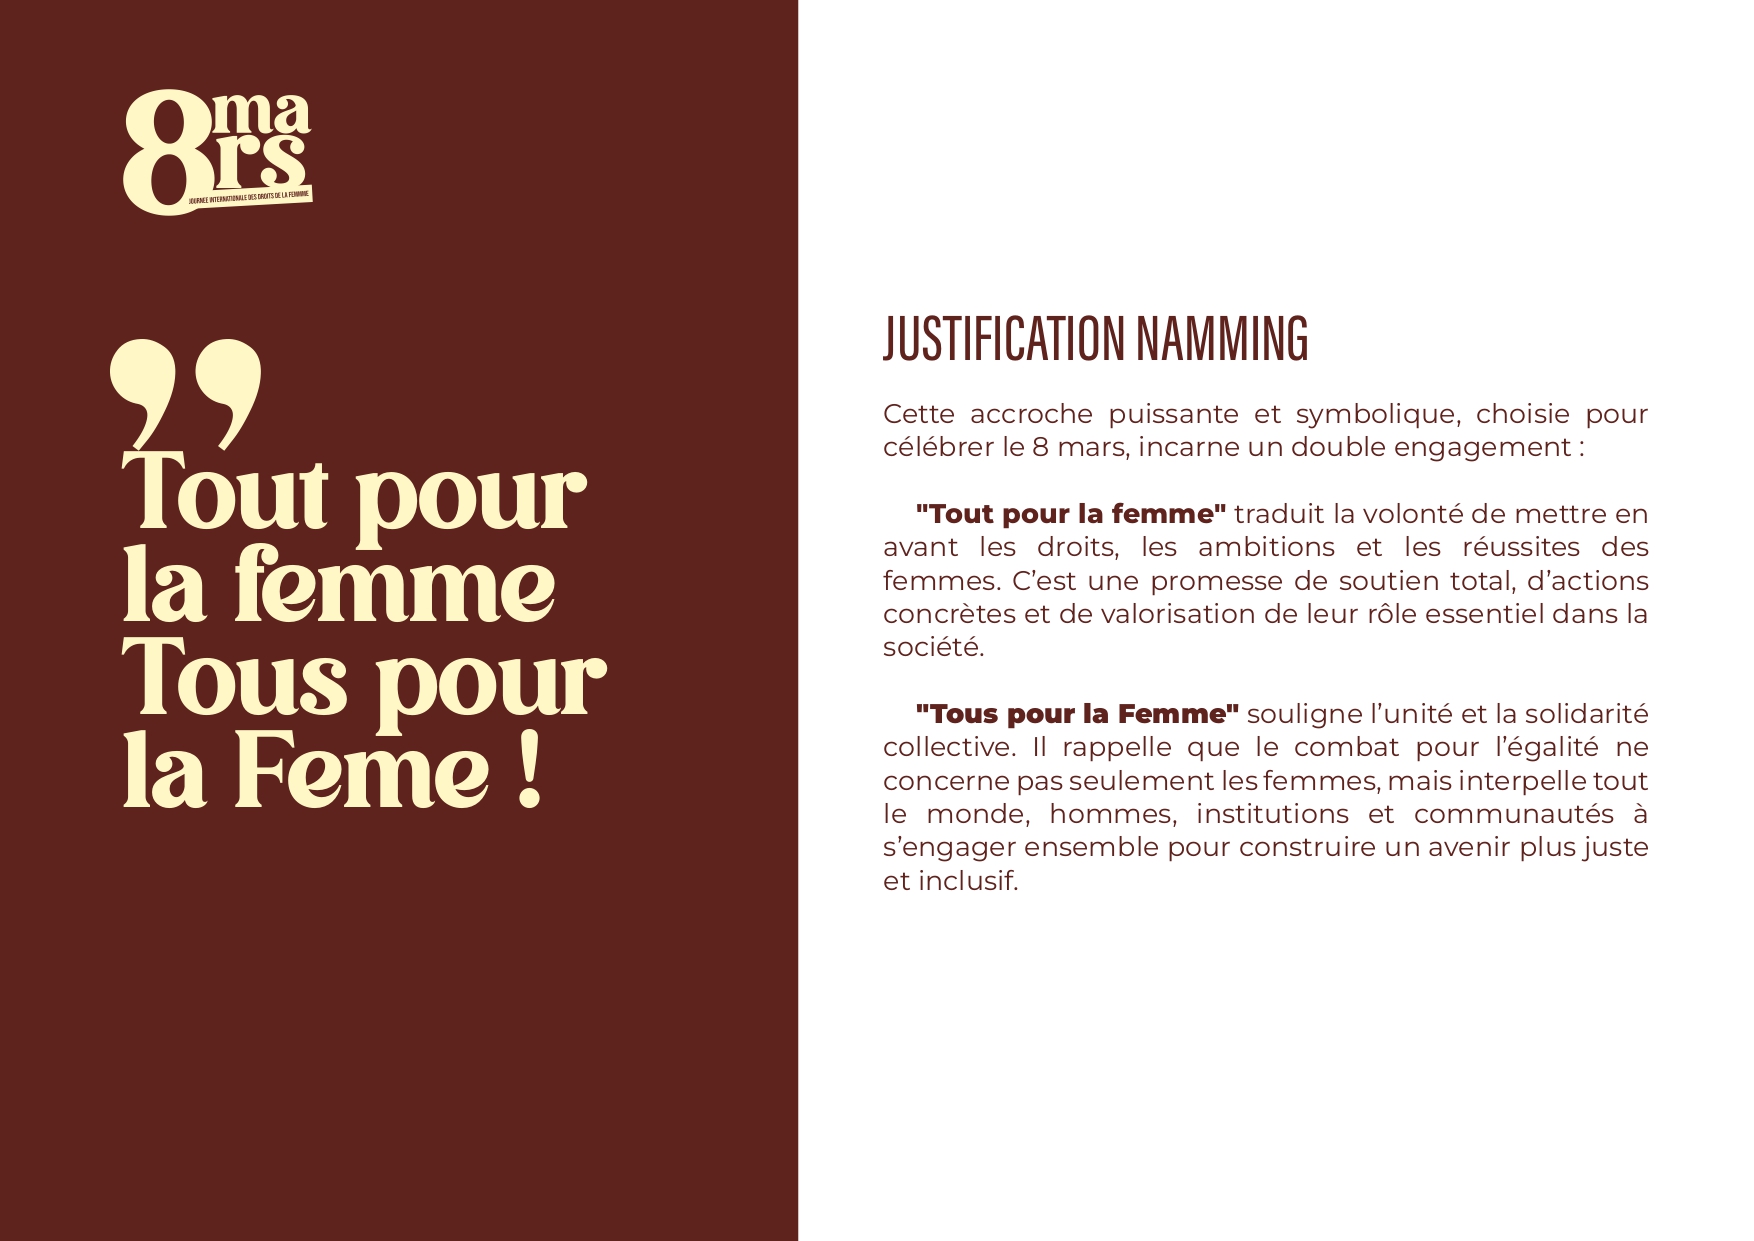 8 ma
rs
JOURNEE INTERNATIONALE DES DROITS DE LA FEMMME
”
Tout pour
la femme
Tous pour
la Feme !
JUSTIFICATION NAMMING
Cette accroche puissante et symbolique, choisie pour
célébrer le 8 mars, incarne un double engagement :
"Tout pour la femme" traduit la volonté de mettre en
avant les droits, les ambitions et les réussites des
femmes. C’est une promesse de soutien total, d’actions
concrètes et de valorisation de leur rôle essentiel dans la
société.
"Tous pour la Femme" souligne l’unité et la solidarité
collective. Il rappelle que le combat pour l’égalité ne
concerne pas seulement les femmes, mais interpelle tout
le monde, hommes, institutions et communautés à
s’engager ensemble pour construire un avenir plus juste
et inclusif.